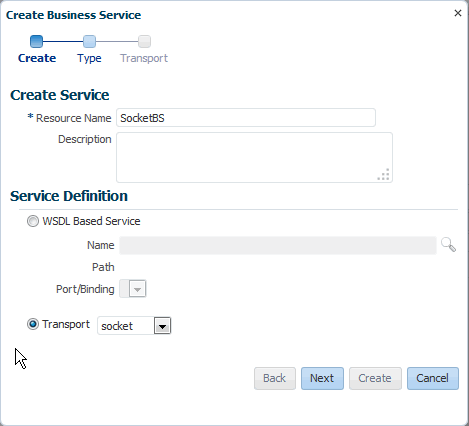 Create Business Service
Create Type Transport
Create Service
* Resource Name SocketBS
Description
Service Definition
WSDL Based Service
Name
Path
Port/Binding
Transport socket
Back Next Create Cancel